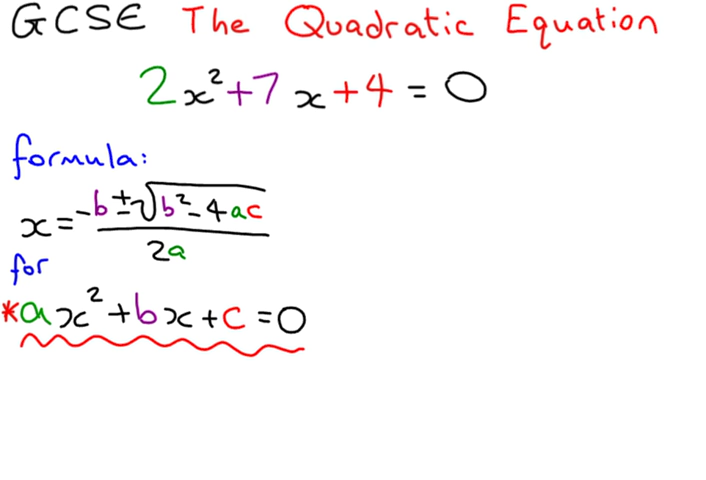 GCSE The Quadratic Equation
2x²+7x+4=0
formula:
x=-b±√b²-4ac
2a
for
*ax²+bx+c=0